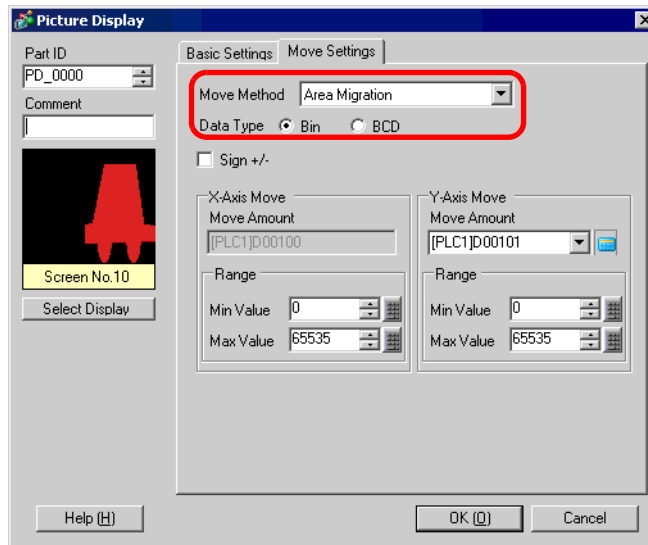 Picture Display
Part ID
PD_0000
Comment
Screen No.10
Select Display
Basic Settings Move Settings
Move Method Area Migration
Data Type Bin BCD
Sign +/-
X-Axis Move
Move Amount
[PLC1]D00100
Range
Min Value 0
Max Value 65535
Y-Axis Move
Move Amount
[PLC1]D00101
Range
Min Value 0
Max Value 65535
Help (H) OK (O) Cancel